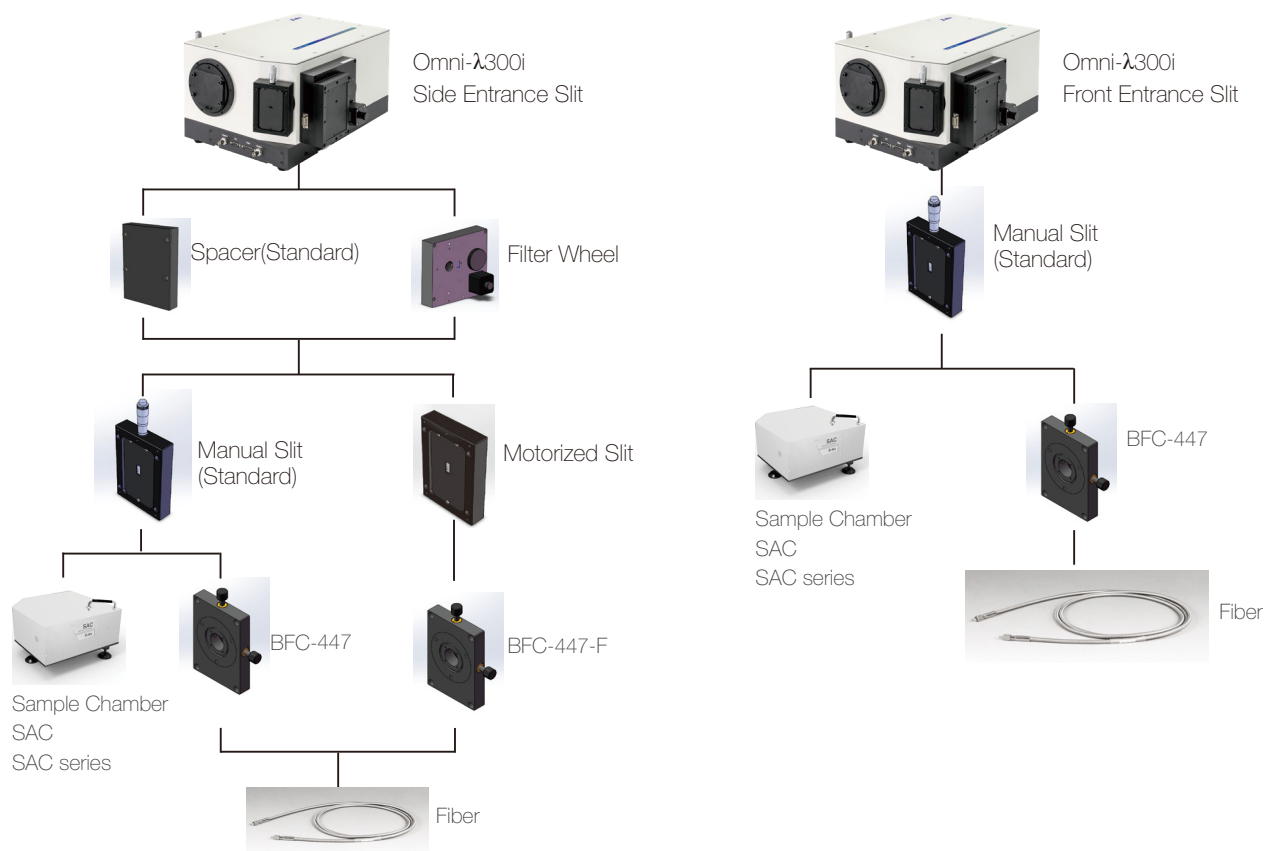 Omni-λ300i
Side Entrance Slit
Spacer(Standard)
Filter Wheel
Manual Slit
(Standard)
Motorized Slit
SAC
BFC-447
BFC-447-F
Sample Chamber
SAC
SAC series
Fiber
Omni-λ300i
Front Entrance Slit
Manual Slit
(Standard)
SAC
BFC-447
Sample Chamber
SAC
SAC series
Fiber